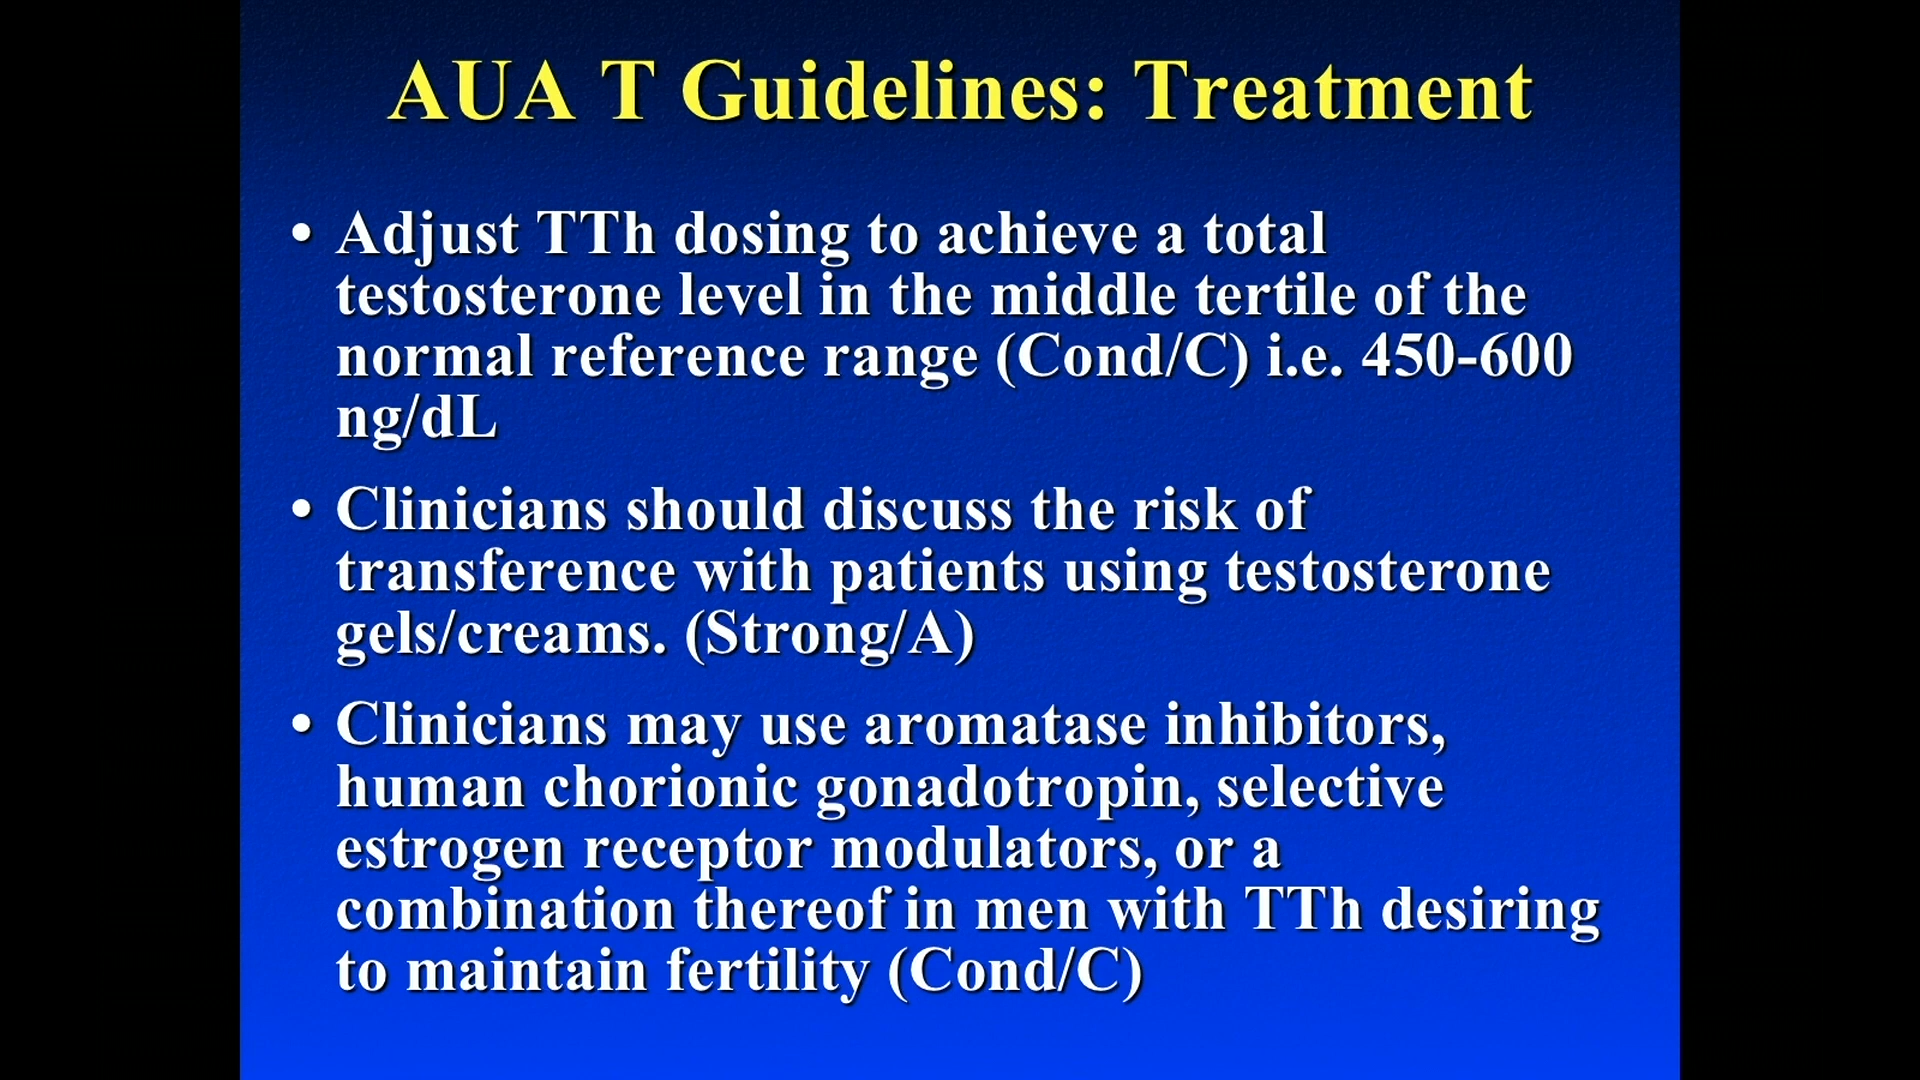 AUA T Guidelines: Treatment
• Adjust TTh dosing to achieve a total
testosterone level in the middle tertile of the
normal reference range (Cond/C) i.e. 450-600
ng/dL
• Clinicians should discuss the risk of
transference with patients using testosterone
gels/creams. (Strong/A)
• Clinicians may use aromatase inhibitors,
human chorionic gonadotropin, selective
estrogen receptor modulators, or a
combination thereof in men with TTh desiring
to maintain fertility (Cond/C)